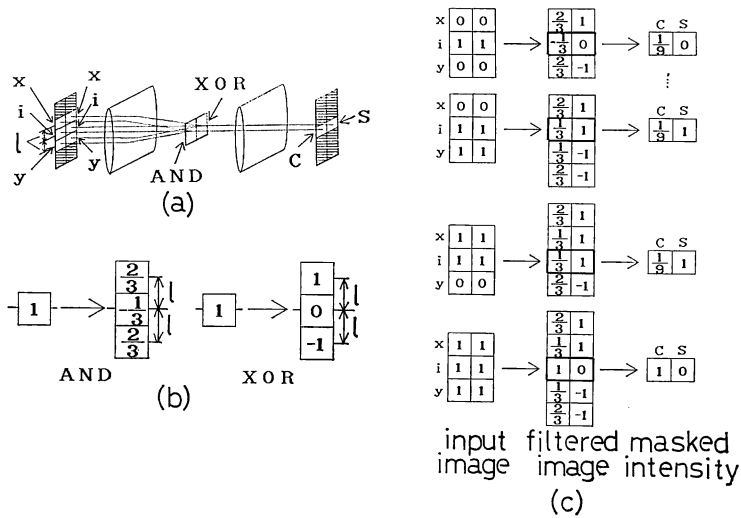 x x
i i
l
y y
XOR
AND
S
C
(a)
1
2/3
-1/3
2/3
l
l
AND
1
1
0
-1
l
l
XOR
(b)
x 0 0
i 1 1
y 0 0
2/3 1
-1/3 0
2/3 -1
C S
1/9 0
x 0 0
i 1 1
y 1 1
2/3 1
1/3 1
1/3 -1
2/3 -1
C S
1/9 1
x 1 1
i 1 1
y 0 0
2/3 1
1/3 1
1/3 1
2/3 -1
C S
1/9 1
x 1 1
i 1 1
y 1 1
2/3 1
1/3 1
1 0
1/3 -1
2/3 -1
C S
1 0
input image
filtered image
masked intensity
(c)